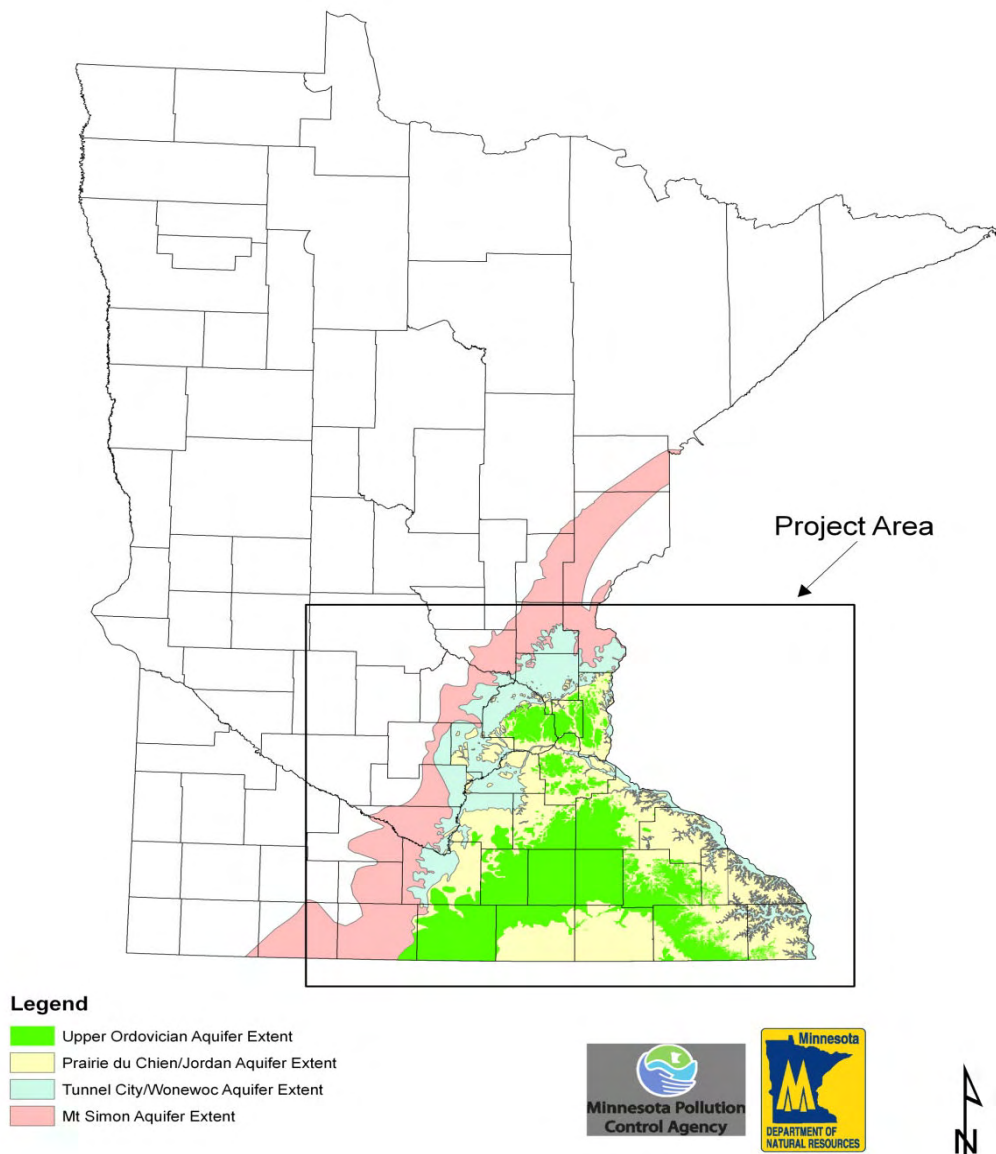 Project Area
Legend
Upper Ordovician Aquifer Extent
Prairie du Chien/Jordan Aquifer Extent
Tunnel City/Wonewoc Aquifer Extent
Mt Simon Aquifer Extent
Minnesota Pollution
Control Agency
Minnesota
DEPARTMENT OF
NATURAL RESOURCES
N